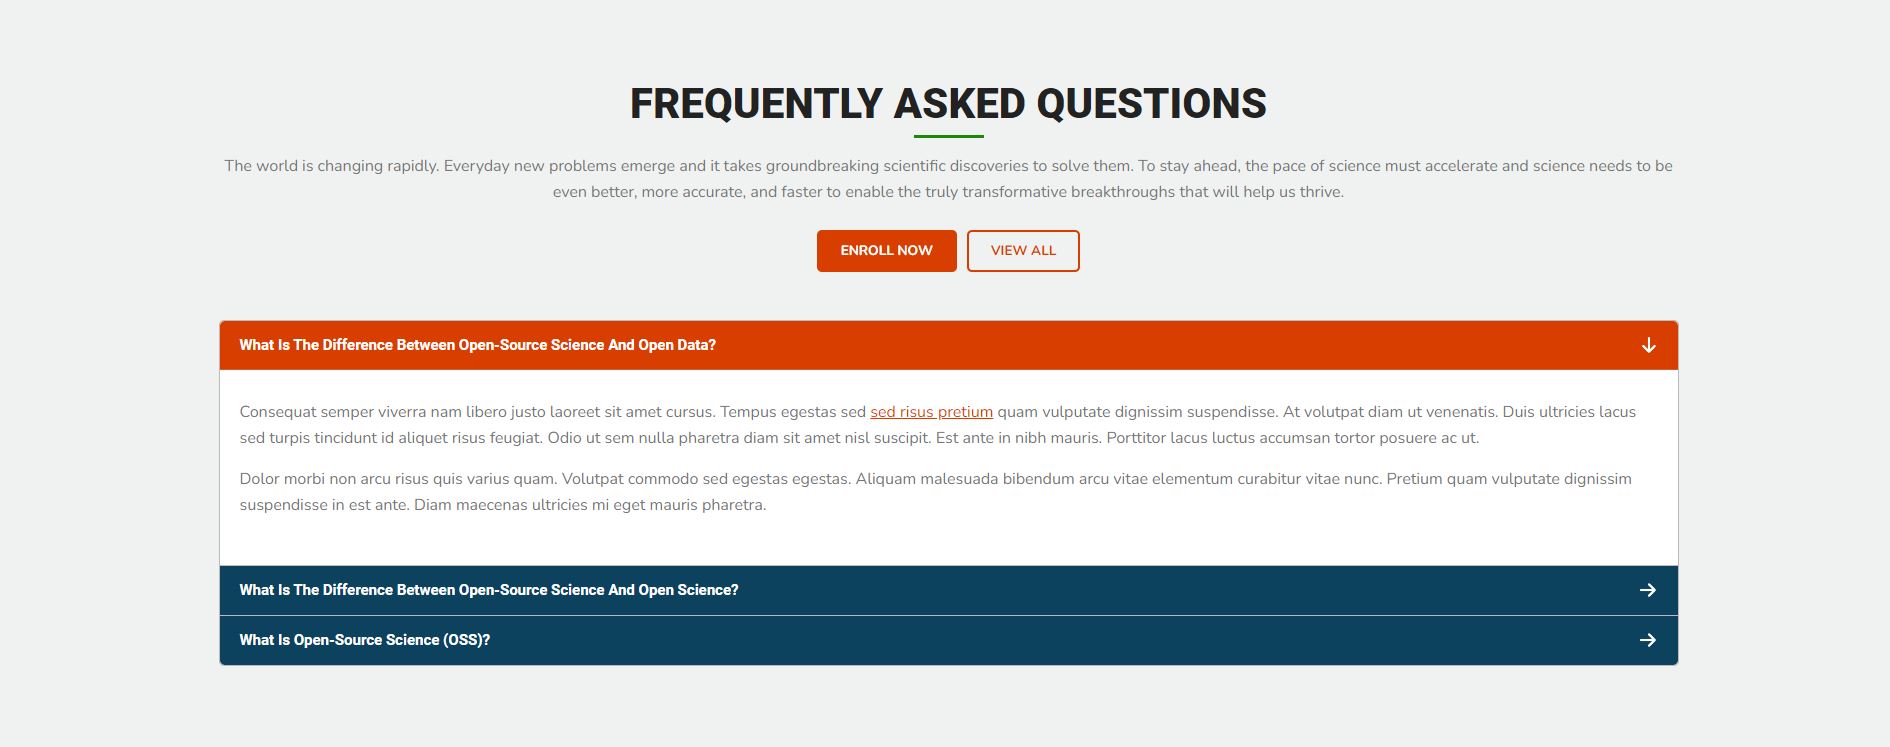 FREQUENTLY ASKED QUESTIONS
The world is changing rapidly. Everyday new problems emerge and it takes groundbreaking scientific discoveries to solve them. To stay ahead, the pace of science must accelerate and science needs to be
even better, more accurate, and faster to enable the truly transformative breakthroughs that will help us thrive.
ENROLL NOW VIEW ALL
What Is The Difference Between Open-Source Science And Open Data?
Consequat semper viverra nam libero justo laoreet sit amet cursus. Tempus egestas sed sed risus pretium quam vulputate dignissim suspendisse. At volutpat diam ut venenatis. Duis ultricies lacus
sed turpis tincidunt id aliquet risus feugiat. Odio ut sem nulla pharetra diam sit amet nisl suscipit. Est ante in nibh mauris. Porttitor lacus luctus accumsan tortor posuere ac ut.
Dolor morbi non arcu risus quis varius quam. Volutpat commodo sed egestas egestas. Aliquam malesuada bibendum arcu vitae elementum curabitur vitae nunc. Pretium quam vulputate dignissim
suspendisse in est ante. Diam maecenas ultricies mi eget mauris pharetra.
What Is The Difference Between Open-Source Science And Open Science?
What Is Open-Source Science (OSS)?